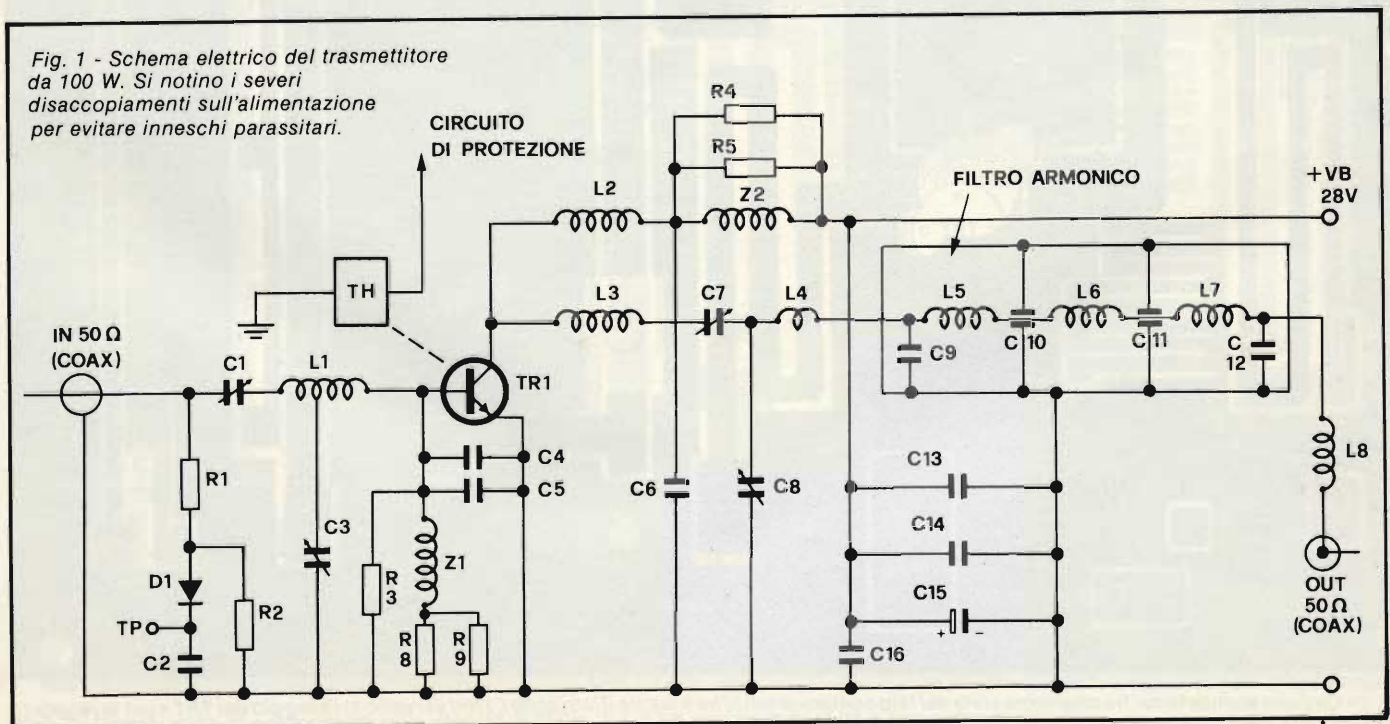 Fig. 1 - Schema elettrico del trasmettitore
da 100 W. Si notino i severi
disaccopiamenti sull'alimentazione
per evitare inneschi parassitari.
CIRCUITO
DI PROTEZIONE
R4
R5
Z2
L2
FILTRO ARMONICO
+VB
28V
TH
L3
C7
L4
L5
L6
L7
C9
C10
C11
C
12
IN 50 Ω
(COAX)
C1
L1
TR1
L8
R1
C3
C4
C5
C6
C8
C13
C14
C15
+
-
C16
D1
TP
C2
R2
R
3
Z1
R
8
R
9
OUT
50 Ω
(COAX)